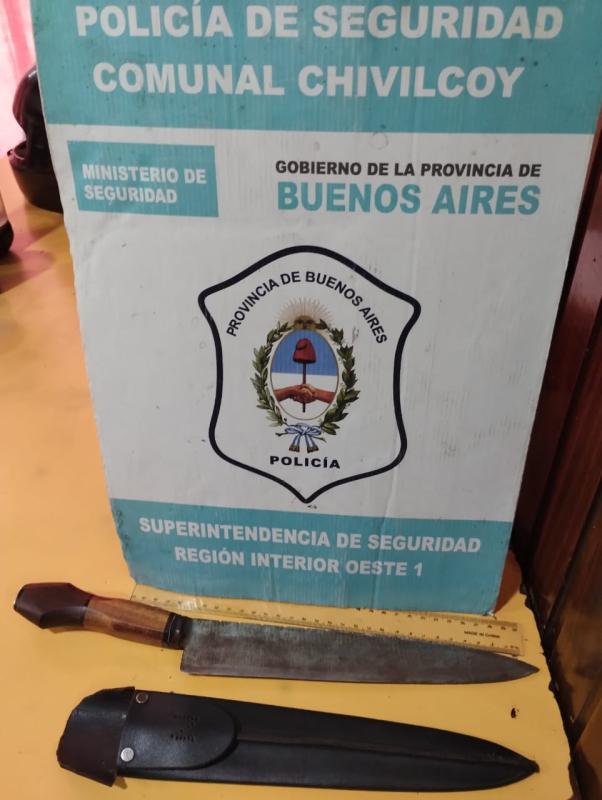 POLICÍA DE SEGURIDAD
COMUNAL CHIVILCOY
MINISTERIO DE
SEGURIDAD
GOBIERNO DE LA PROVINCIA DE
BUENOS AIRES
PROVINCIA DE BUENOS AIRES
POLICÍA
SUPERINTENDENCIA DE SEGURIDAD
REGIÓN INTERIOR OESTE 1
MADE IN CHINA